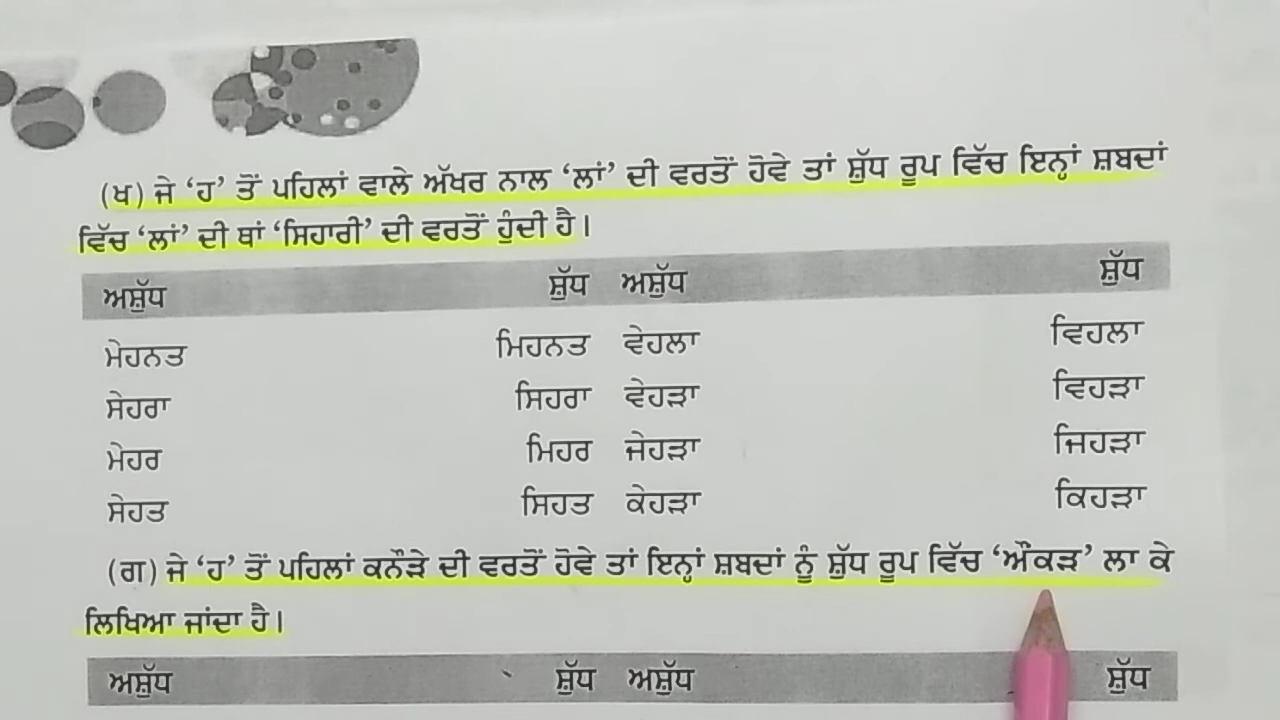 (ਖ) ਜੇ ‘ਹ’ ਤੋਂ ਪਹਿਲਾਂ ਵਾਲੇ ਅੱਖਰ ਨਾਲ ‘ਲਾਂ’ ਦੀ ਵਰਤੋਂ ਹੋਵੇ ਤਾਂ ਸ਼ੁੱਧ ਰੂਪ ਵਿੱਚ ਇਨ੍ਹਾਂ ਸ਼ਬਦਾਂ
ਵਿੱਚ ‘ਲਾਂ’ ਦੀ ਥਾਂ ‘ਸਿਹਾਰੀ’ ਦੀ ਵਰਤੋਂ ਹੁੰਦੀ ਹੈ।
ਅਸ਼ੁੱਧ ਸ਼ੁੱਧ ਅਸ਼ੁੱਧ ਸ਼ੁੱਧ
ਮੇਹਨਤ ਮਿਹਨਤ ਵੇਹਲਾ ਵਿਹਲਾ
ਸੇਹਰਾ ਸਿਹਰਾ ਵੇਹੜਾ ਵਿਹੜਾ
ਮੇਹਰ ਮਿਹਰ ਜੇਹੜਾ ਜਿਹੜਾ
ਸੇਹਤ ਸਿਹਤ ਕੇਹੜਾ ਕਿਹੜਾ
(ਗ) ਜੇ ‘ਹ’ ਤੋਂ ਪਹਿਲਾਂ ਕਨੌੜੇ ਦੀ ਵਰਤੋਂ ਹੋਵੇ ਤਾਂ ਇਨ੍ਹਾਂ ਸ਼ਬਦਾਂ ਨੂੰ ਸ਼ੁੱਧ ਰੂਪ ਵਿੱਚ ‘ਔਂਕੜ’ ਲਾ ਕੇ
ਲਿਖਿਆ ਜਾਂਦਾ ਹੈ।
ਅਸ਼ੁੱਧ ਸ਼ੁੱਧ ਅਸ਼ੁੱਧ ਸ਼ੁੱਧ